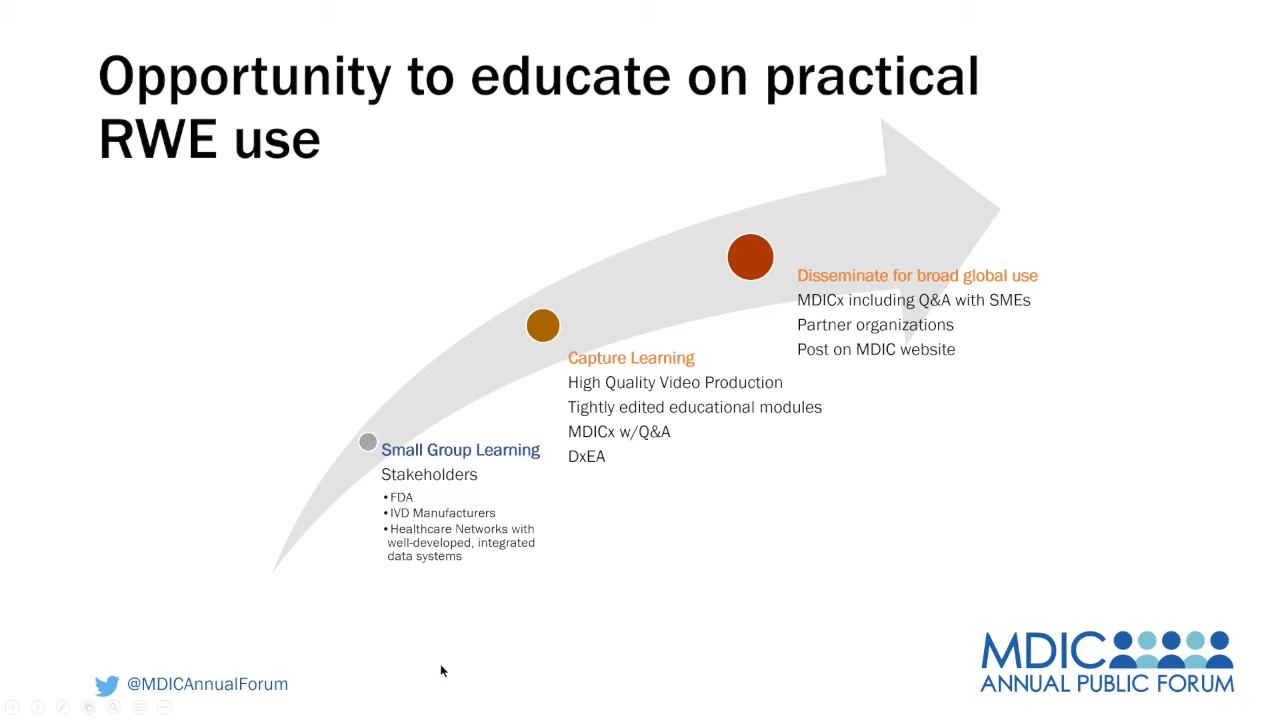 Opportunity to educate on practical
RWE use
Small Group Learning
Stakeholders
• FDA
• IVD Manufacturers
• Healthcare Networks with
well-developed, integrated
data systems
Capture Learning
High Quality Video Production
Tightly edited educational modules
MDICx w/Q&A
DxEA
Disseminate for broad global use
MDICx including Q&A with SMEs
Partner organizations
Post on MDIC website
@MDICAnnualForum
MDIC
ANNUAL PUBLIC FORUM